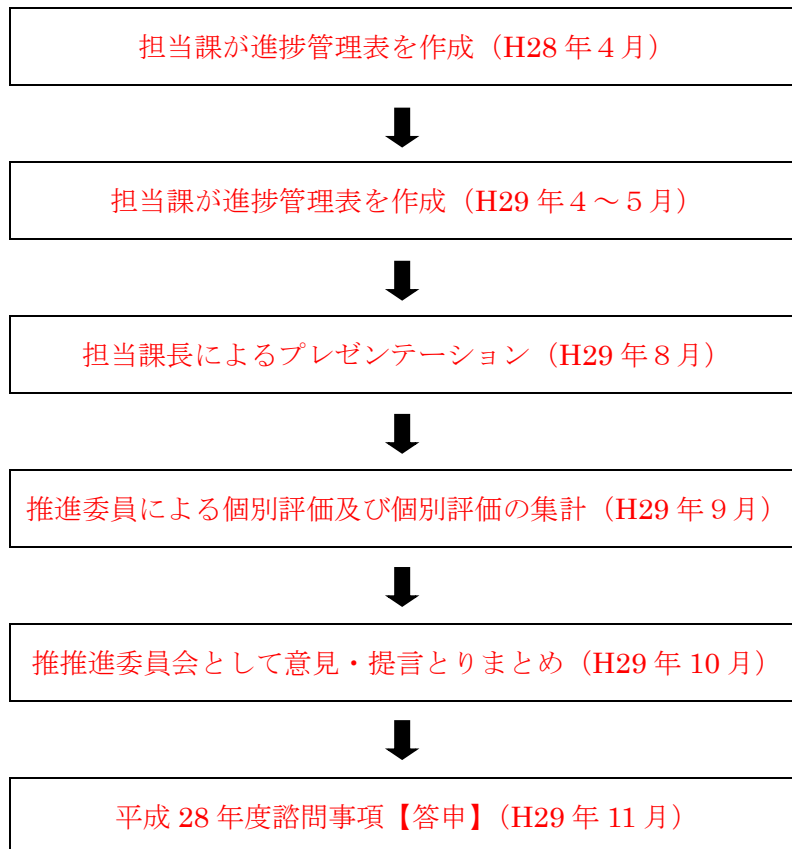 担当課が進捗管理表を作成（H28 年４月）
担当課が進捗管理表を作成（H29 年４～５月）
担当課長によるプレゼンテーション（H29 年８月）
推進委員による個別評価及び個別評価の集計（H29 年９月）
推推進委員会として意見・提言とりまとめ（H29 年 10 月）
平成 28 年度諮問事項【答申】（H29 年 11 月）